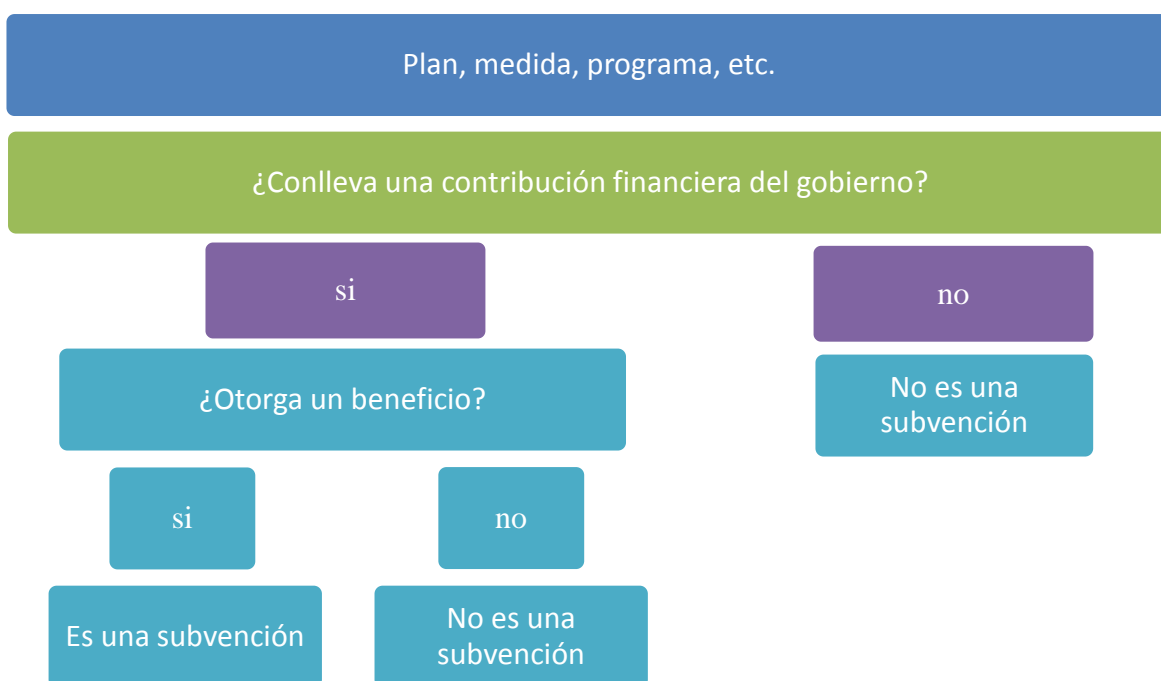 Plan, medida, programa, etc.
¿Conlleva una contribución financiera del gobierno?
si
no
¿Otorga un beneficio?
No es una
subvención
si
no
Es una subvención
No es una
subvención